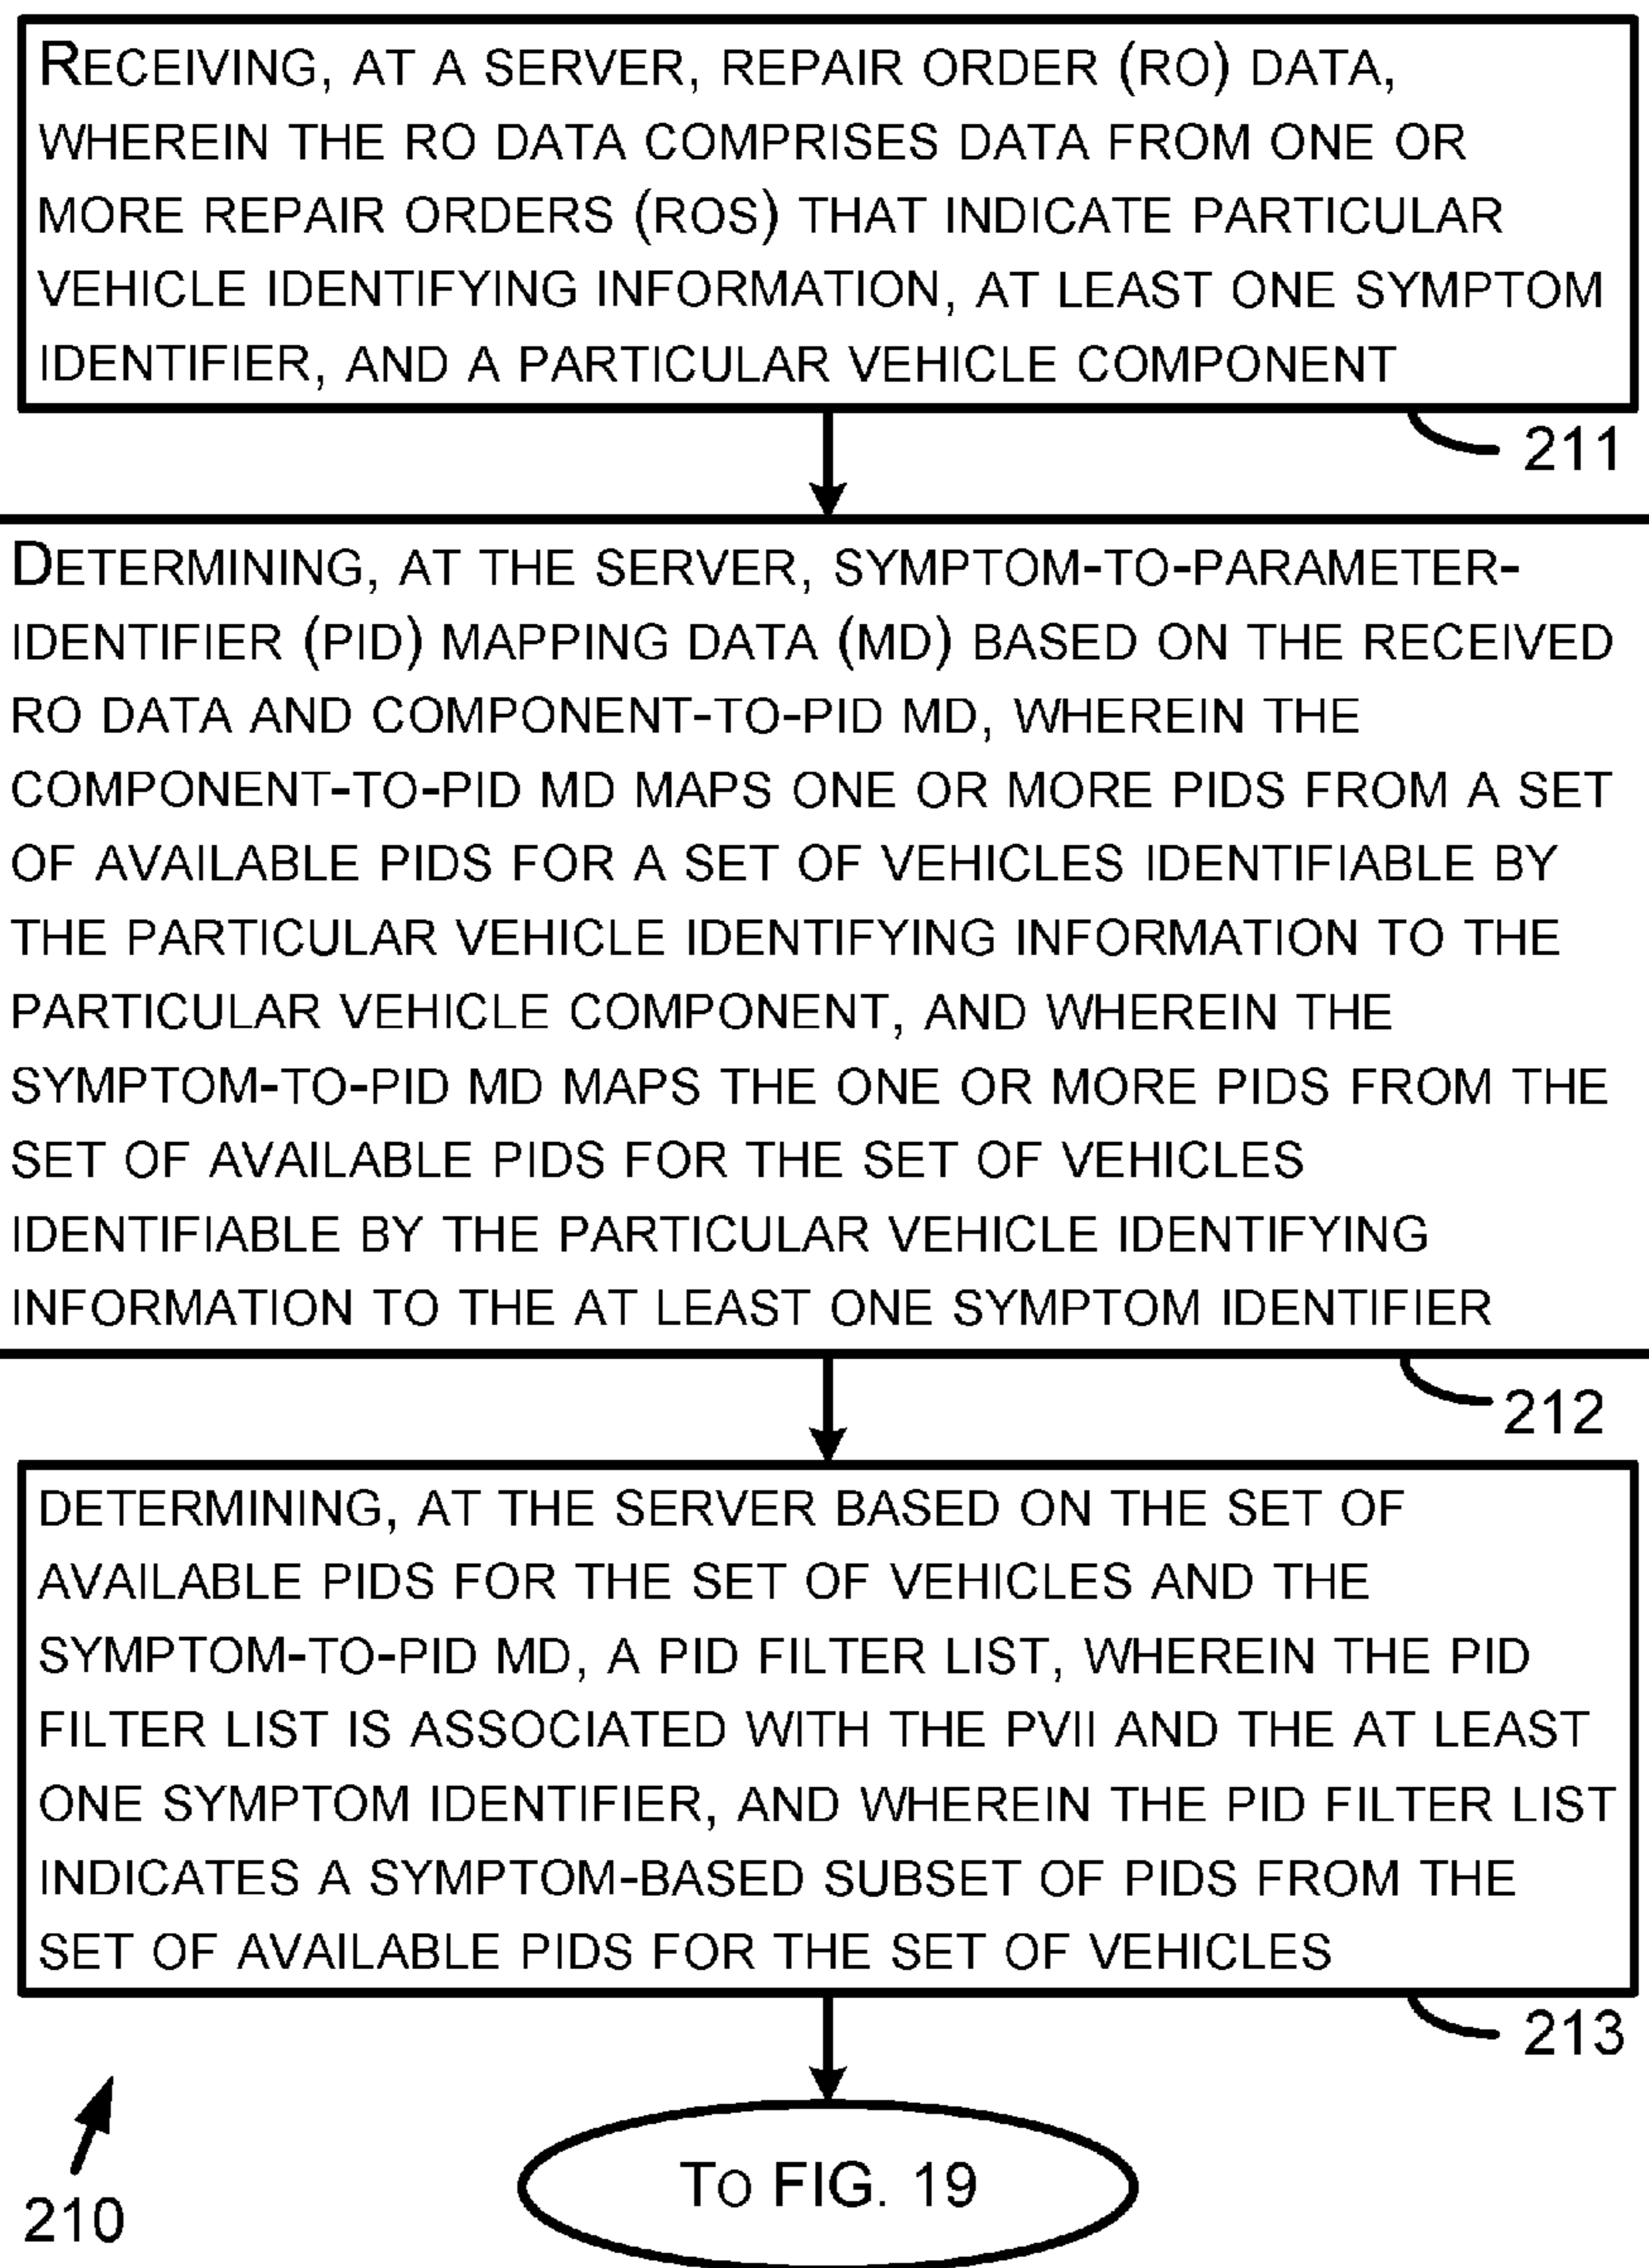 RECEIVING, AT A SERVER, REPAIR ORDER (RO) DATA,
WHEREIN THE RO DATA COMPRISES DATA FROM ONE OR
MORE REPAIR ORDERS (ROS) THAT INDICATE PARTICULAR
VEHICLE IDENTIFYING INFORMATION, AT LEAST ONE SYMPTOM
IDENTIFIER, AND A PARTICULAR VEHICLE COMPONENT
211
DETERMINING, AT THE SERVER, SYMPTOM-TO-PARAMETER-
IDENTIFIER (PID) MAPPING DATA (MD) BASED ON THE RECEIVED
RO DATA AND COMPONENT-TO-PID MD, WHEREIN THE
COMPONENT-TO-PID MD MAPS ONE OR MORE PIDS FROM A SET
OF AVAILABLE PIDS FOR A SET OF VEHICLES IDENTIFIABLE BY
THE PARTICULAR VEHICLE IDENTIFYING INFORMATION TO THE
PARTICULAR VEHICLE COMPONENT, AND WHEREIN THE
SYMPTOM-TO-PID MD MAPS THE ONE OR MORE PIDS FROM THE
SET OF AVAILABLE PIDS FOR THE SET OF VEHICLES
IDENTIFIABLE BY THE PARTICULAR VEHICLE IDENTIFYING
INFORMATION TO THE AT LEAST ONE SYMPTOM IDENTIFIER
212
DETERMINING, AT THE SERVER BASED ON THE SET OF
AVAILABLE PIDS FOR THE SET OF VEHICLES AND THE
SYMPTOM-TO-PID MD, A PID FILTER LIST, WHEREIN THE PID
FILTER LIST IS ASSOCIATED WITH THE PVII AND THE AT LEAST
ONE SYMPTOM IDENTIFIER, AND WHEREIN THE PID FILTER LIST
INDICATES A SYMPTOM-BASED SUBSET OF PIDS FROM THE
SET OF AVAILABLE PIDS FOR THE SET OF VEHICLES
213
TO FIG. 19
210